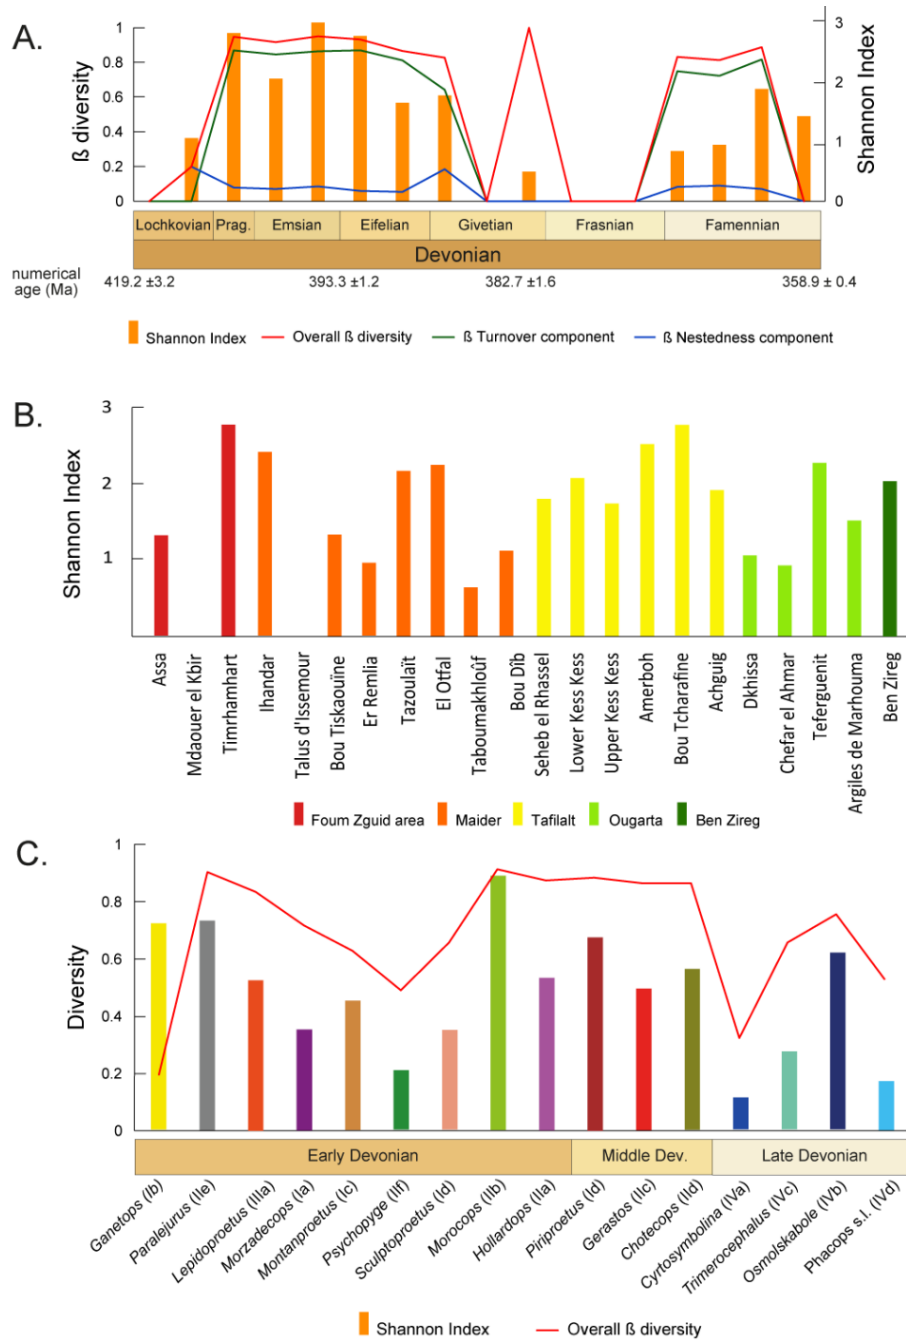 A.
ß diversity
1
0.8
0.6
0.4
0.2
0
3
2
1
0
Shannon Index
Lochkovian Prag. Emsian Eifelian Givetian Frasnian Famennian
Devonian
numerical
age (Ma)
419.2 ±3.2 393.3 ±1.2 382.7 ±1.6 358.9 ± 0.4
Shannon Index Overall ß diversity ß Turnover component ß Nestedness component
B.
Shannon Index
3
2
1
Assa
Mdaouer el Kbir
Timrhamhart
Ihandar
Talus d'Issemour
Bou Tiskaouïne
Er Remlia
Tazoulaït
El Otfal
Taboumakhloûf
Bou Dîb
Seheb el Rhassel
Lower Kess Kess
Upper Kess Kess
Amerboh
Bou Tcharafine
Achguig
Dkhissa
Chefar el Ahmar
Teferguenit
Argiles de Marhouma
Ben Zireg
Foum Zguid area Maider Tafilalt Ougarta Ben Zireg
C.
Diversity
1
0.8
0.6
0.4
0.2
0
Early Devonian Middle Dev. Late Devonian
Ganetops (Ib)
Paralejurus (IIe)
Lepidoproetus (IIIa)
Morzadecops (Ia)
Montanproetus (Ic)
Psychopyge (IIf)
Sculptoproetus (Id)
Morocops (IIb)
Hollardops (IIa)
Piriproetus (Id)
Gerastos (IIc)
Chotecops (IId)
Cyrtosymbolina (IVa)
Trimerocephalus (IVc)
Osmolskabole (IVb)
Phacops s.l. (IVd)
Shannon Index Overall ß diversity